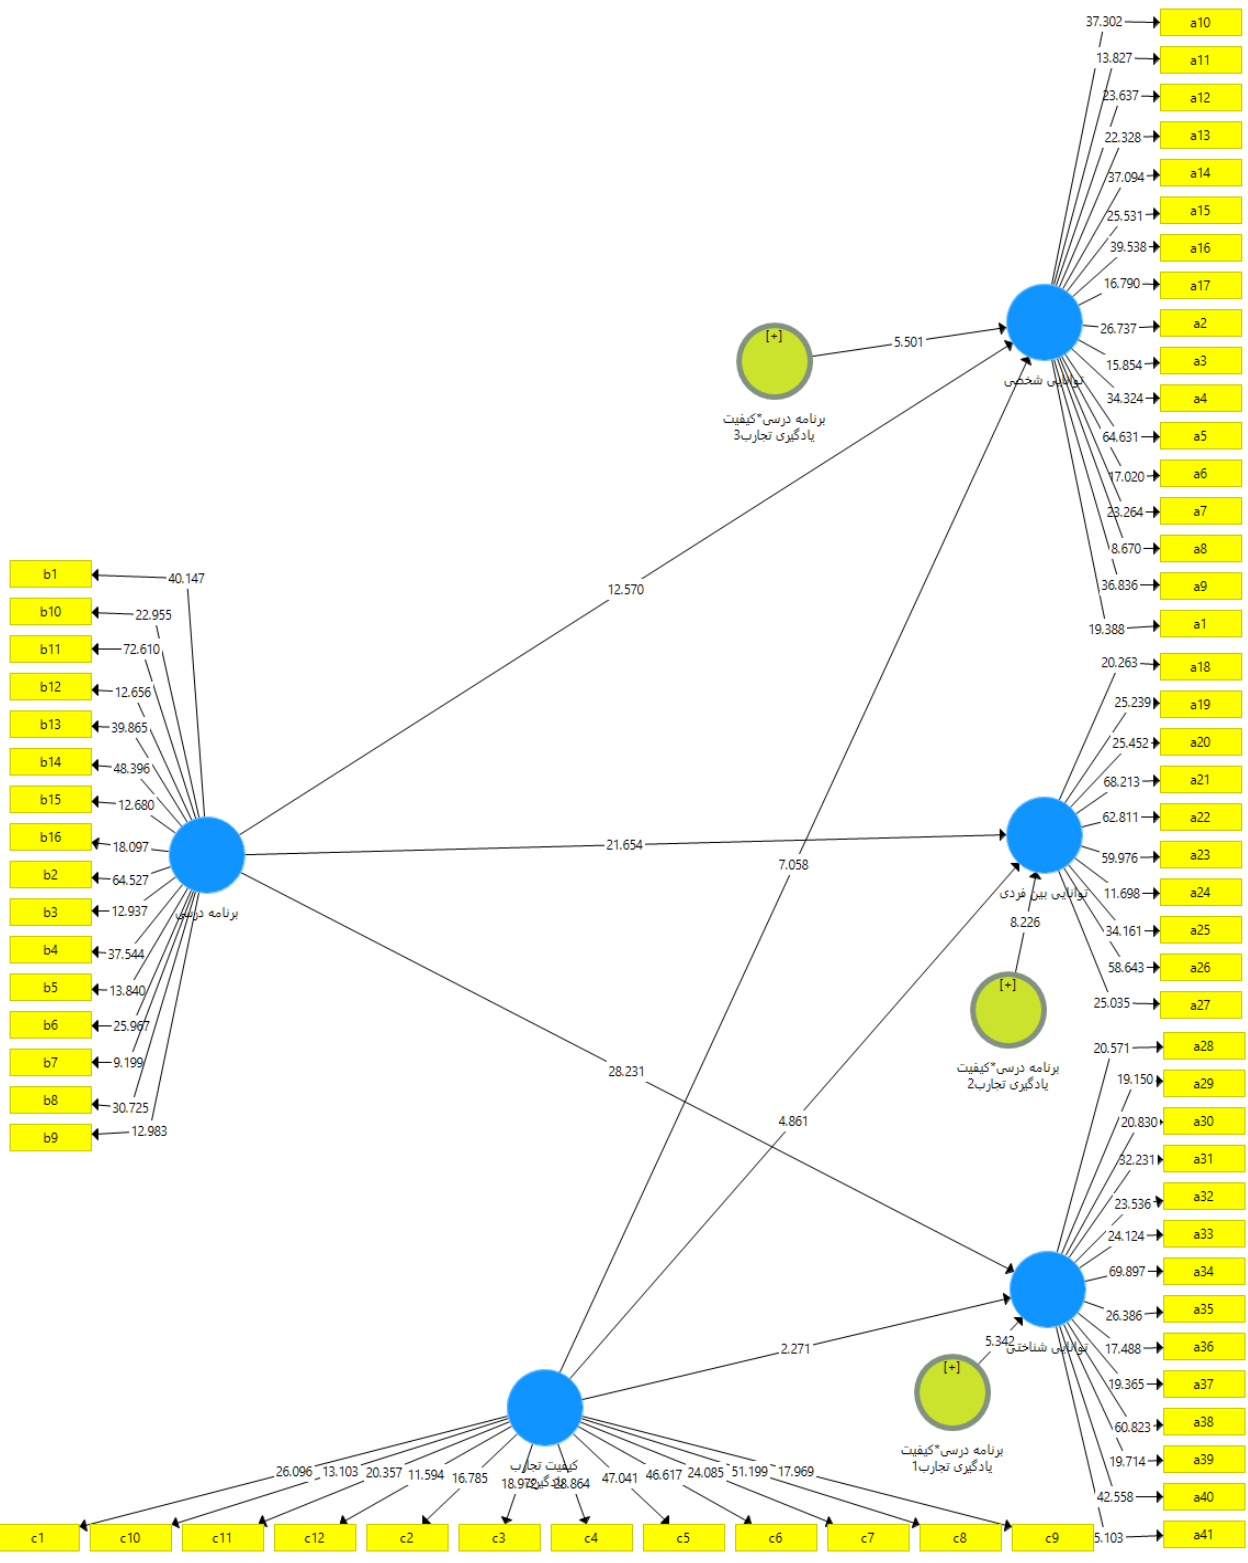 37.302
a10
13.827
a11
23.637
a12
22.328
a13
37.094
a14
25.531
a15
39.538
a16
16.790
a17
26.737
a2
15.854
a3
34.324
a4
64.631
a5
17.020
a6
23.264
a7
8.670
a8
36.836
a9
19.388
a1
توانایی شخصی
[+]
5.501
برنامه درسی*کیفیت
یادگیری تجارب3
12.570
7.058
b1
40.147
b10
22.955
b11
72.610
b12
12.656
b13
39.865
b14
48.396
b15
12.680
b16
18.097
b2
64.527
b3
12.937
b4
37.544
b5
13.840
b6
25.967
b7
9.199
b8
30.725
b9
12.983
برنامه درسی
21.654
20.263
a18
25.239
a19
25.452
a20
68.213
a21
62.811
a22
59.976
a23
11.698
a24
34.161
a25
58.643
a26
25.035
a27
توانایی بین فردی
8.226
[+]
برنامه درسی*کیفیت
یادگیری تجارب2
28.231
4.861
20.571
a28
19.150
a29
20.830
a30
32.231
a31
23.536
a32
24.124
a33
69.897
a34
26.386
a35
17.488
a36
19.365
a37
60.823
a38
19.714
a39
42.558
a40
5.103
a41
توانایی شناختی
2.271
5.342
[+]
برنامه درسی*کیفیت
یادگیری تجارب1
کیفیت تجارب
یادگیری
26.096
13.103
20.357
11.594
16.785
28.864
47.041
46.617
24.085
51.199
17.969
c1
c10
c11
c12
c2
c3
c4
c5
c6
c7
c8
c9